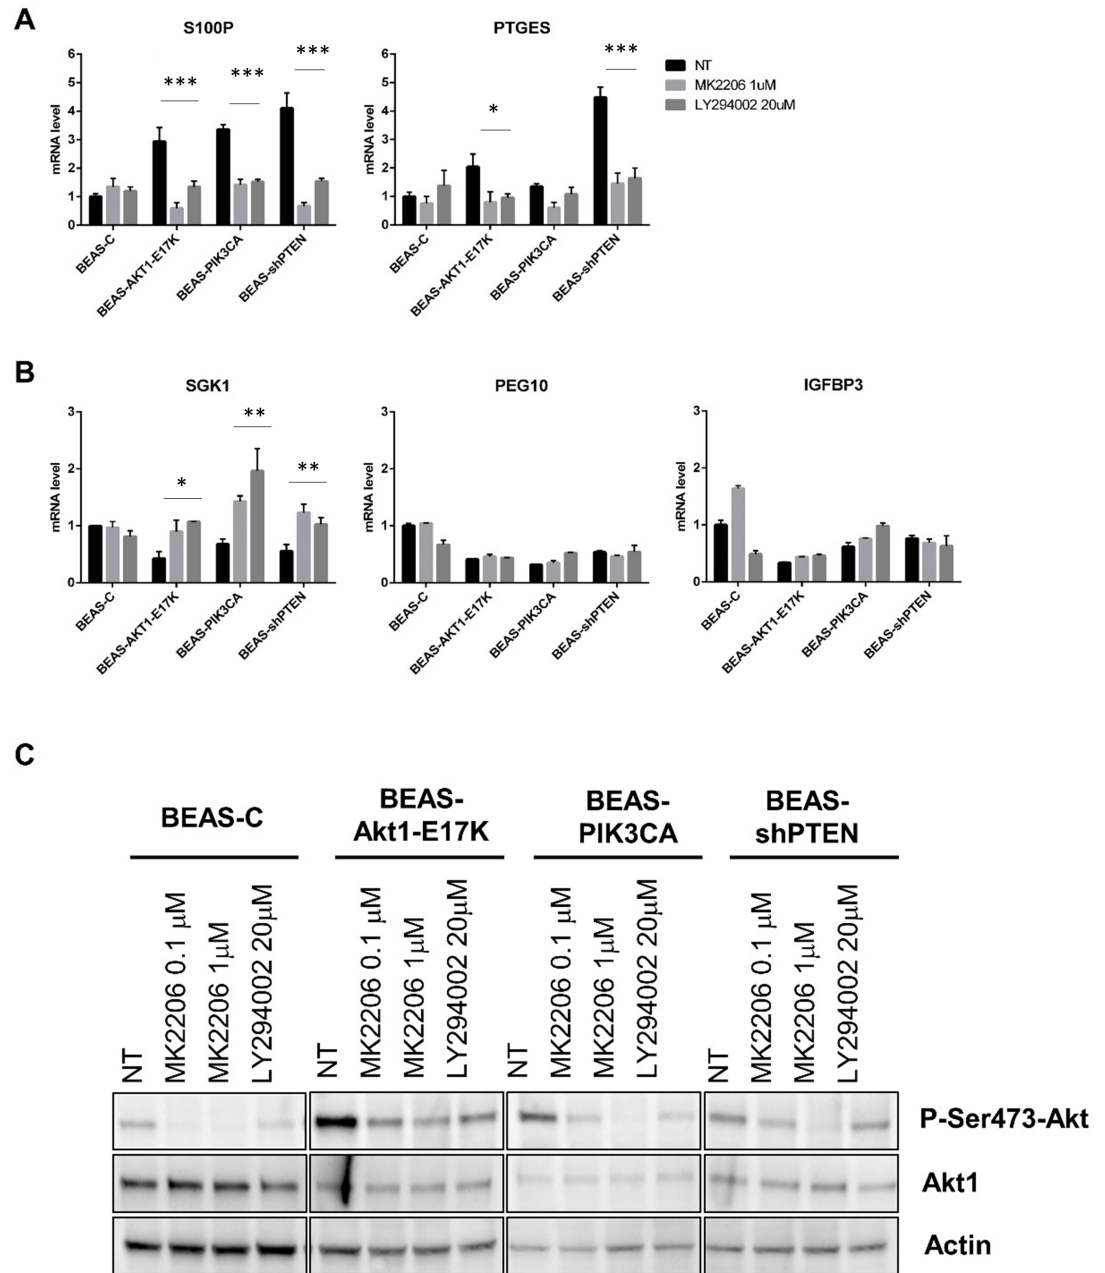 A
S100P
PTGES
mRNA level
6
5
4
3
2
1
0
***
***
***
BEAS-C
BEAS-AKT1-E17K
BEAS-PIK3CA
BEAS-shPTEN
mRNA level
6
5
4
3
2
1
0
*
***
BEAS-C
BEAS-AKT1-E17K
BEAS-PIK3CA
BEAS-shPTEN
NT
MK2206 1uM
LY294002 20uM
B
SGK1
PEG10
IGFBP3
mRNA level
3
2
1
0
*
**
**
BEAS-C
BEAS-AKT1-E17K
BEAS-PIK3CA
BEAS-shPTEN
mRNA level
3
2
1
0
BEAS-C
BEAS-AKT1-E17K
BEAS-PIK3CA
BEAS-shPTEN
mRNA level
3
2
1
0
BEAS-C
BEAS-AKT1-E17K
BEAS-PIK3CA
BEAS-shPTEN
C
BEAS-C
BEAS-
Akt1-E17K
BEAS-
PIK3CA
BEAS-
shPTEN
NT
MK2206 0.1 μM
MK2206 1μM
LY294002 20μM
NT
MK2206 0.1 μM
MK2206 1μM
LY294002 20μM
NT
MK2206 0.1 μM
MK2206 1μM
LY294002 20μM
NT
MK2206 0.1 μM
MK2206 1μM
LY294002 20μM
P-Ser473-Akt
Akt1
Actin